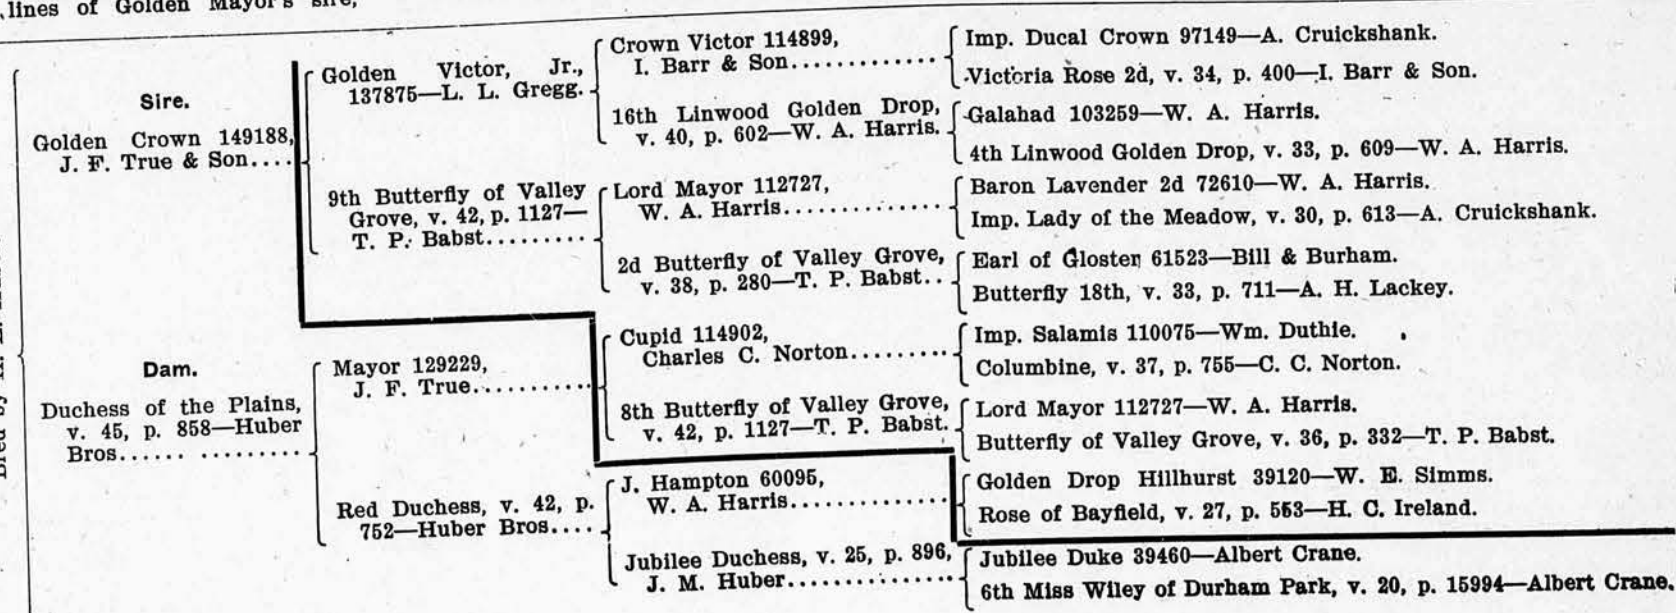 lines of Golden Mayor's sire,
Sire.
Golden Crown 149188,
J. F. True & Son....
Golden Victor, Jr.,
137875—L. L. Gregg.
9th Butterfly of Valley
Grove, v. 42, p. 1127—
T. P. Babst.........
Crown Victor 114899,
I. Barr & Son.............
16th Linwood Golden Drop,
v. 40, p. 602—W. A. Harris.
Lord Mayor 112727,
W. A. Harris...............
2d Butterfly of Valley Grove,
v. 38, p. 280—T. P. Babst..
Imp. Ducal Crown 97149—A. Cruickshank.
Victoria Rose 2d, v. 34, p. 400—I. Barr & Son.
Galahad 103259—W. A. Harris.
4th Linwood Golden Drop, v. 33, p. 609—W. A. Harris.
Baron Lavender 2d 72610—W. A. Harris.
Imp. Lady of the Meadow, v. 30, p. 613—A. Cruickshank.
Earl of Gloster 61523—Bill & Burham.
Butterfly 18th, v. 33, p. 711—A. H. Lackey.
Dam.
Duchess of the Plains,
v. 45, p. 858—Huber
Bros...... .........
Mayor 129229,
J. F. True...........
Red Duchess, v. 42, p.
752—Huber Bros....
Cupid 114902,
Charles C. Norton.........
8th Butterfly of Valley Grove,
v. 42, p. 1127—T. P. Babst.
J. Hampton 60095,
W. A. Harris..............
Jubilee Duchess, v. 25, p. 896,
J. M. Huber...............
Imp. Salamis 110075—Wm. Duthie.
Columbine, v. 37, p. 755—C. C. Norton.
Lord Mayor 112727—W. A. Harris.
Butterfly of Valley Grove, v. 36, p. 332—T. P. Babst.
Golden Drop Hillhurst 39120—W. E. Simms.
Rose of Bayfield, v. 27, p. 553—H. C. Ireland.
Jubilee Duke 39460—Albert Crane.
6th Miss Wiley of Durham Park, v. 20, p. 15994—Albert Crane.